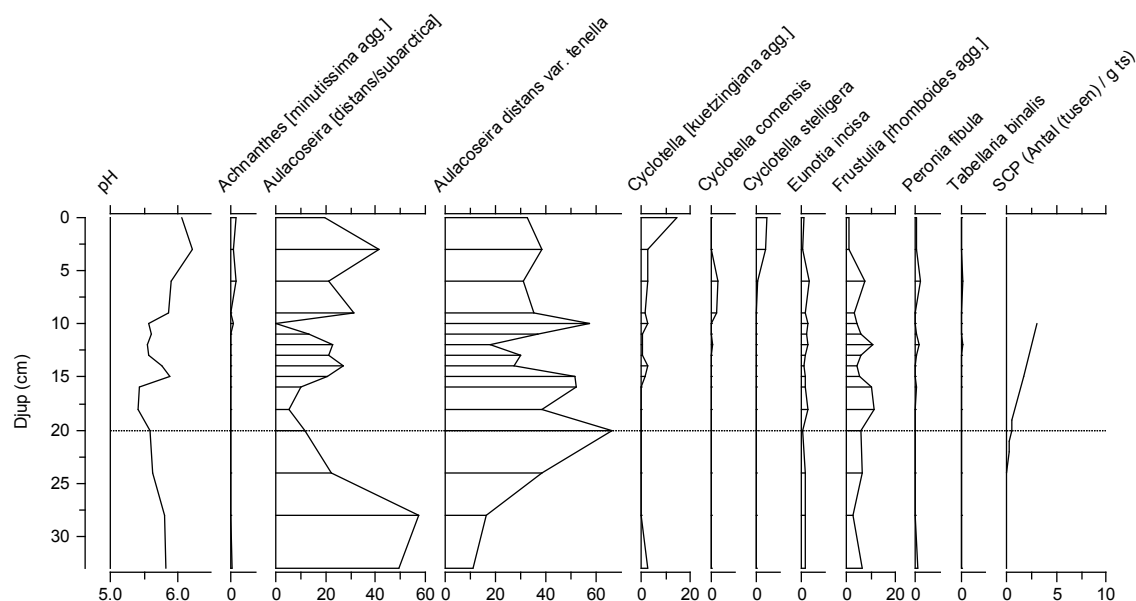 pH
Achnanthes [minutissima agg.]
Aulacoseira [distans/subarctica]
Aulacoseira distans var. tenella
Cyclotella [kuetzingiana agg.]
Cyclotella comensis
Cyclotella stelligera
Eunotia incisa
Frustulia [rhomboides agg.]
Peronia fibula
Tabellaria binalis
SCP (Antal (tusen) / g ts)
0
5
10
15
20
25
30
Djup (cm)
5.0 6.0 0 0 20 40 60 0 20 40 60 0 20 0 0 0 0 20 0 0 0 5 10